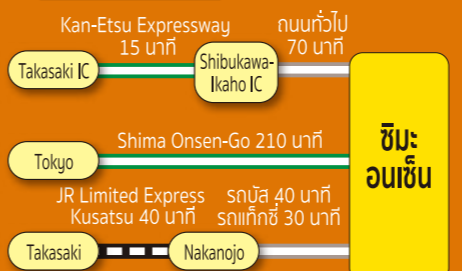 Kan-Etsu Expressway
15 นาที
ถนนทั่วไป
70 นาที
Takasaki IC
Shibukawa-
Ikaho IC
Shima Onsen-Go 210 นาที
Tokyo
ชิมะ
อนเซ็น
JR Limited Express
Kusatsu 40 นาที
รถบัส 40 นาที
รถแท็กซี่ 30 นาที
Takasaki
Nakanojo